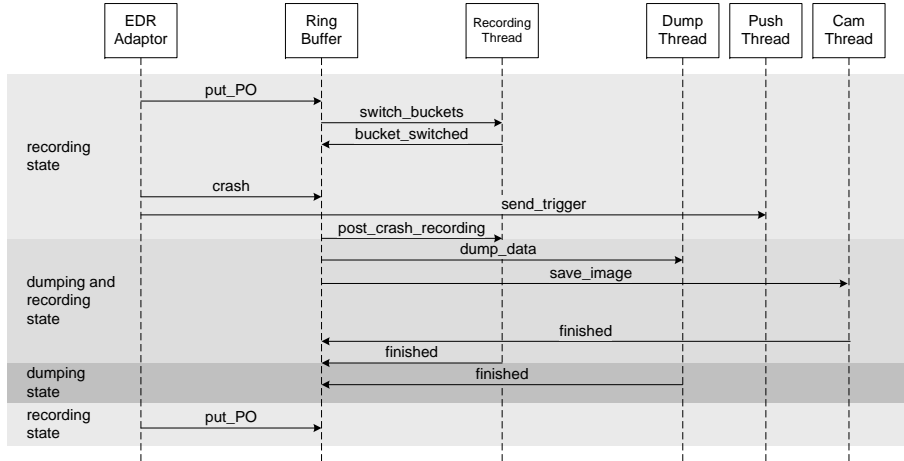 EDR
Adaptor
Ring
Buffer
Recording
Thread
Dump
Thread
Push
Thread
Cam
Thread
put_PO
switch_buckets
bucket_switched
recording
state
crash
send_trigger
post_crash_recording
dump_data
save_image
dumping and
recording
state
finished
finished
dumping
state
finished
recording
state
put_PO